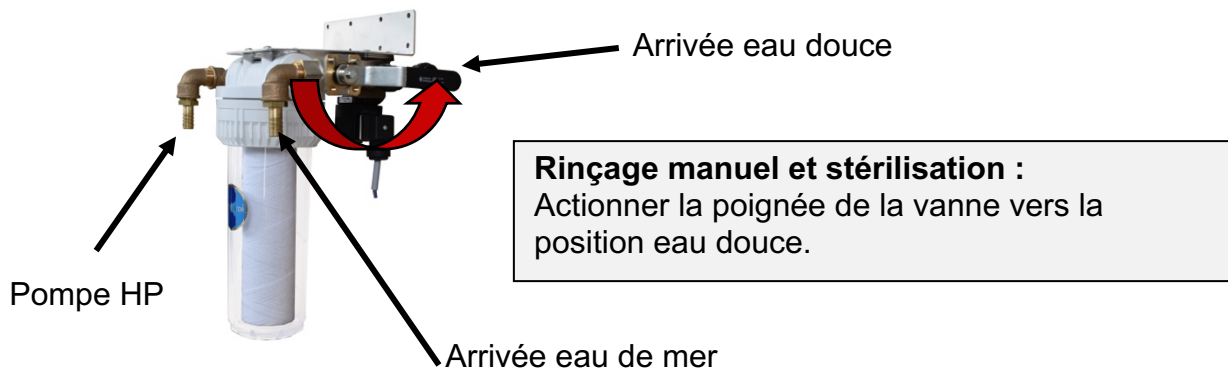 Arrivée eau douce
Rinçage manuel et stérilisation :
Actionner la poignée de la vanne vers la
position eau douce.
Pompe HP
Arrivée eau de mer